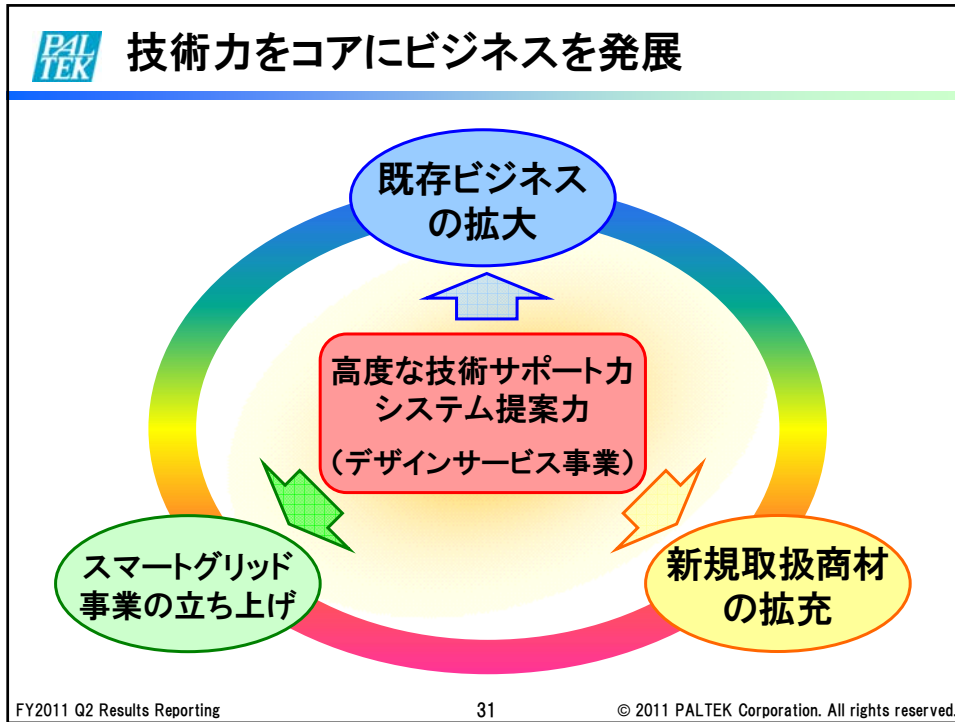 PALTEK
技術力をコアにビジネスを発展
既存ビジネス
の拡大
高度な技術サポート力
システム提案力
（デザインサービス事業）
スマートグリッド
事業の立ち上げ
新規取扱商材
の拡充
FY2011 Q2 Results Reporting
31
© 2011 PALTEK Corporation. All rights reserved.